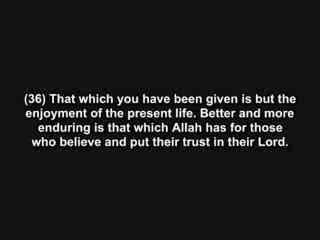 (36) That which you have been given is but the
enjoyment of the present life. Better and more
enduring is that which Allah has for those
who believe and put their trust in their Lord.